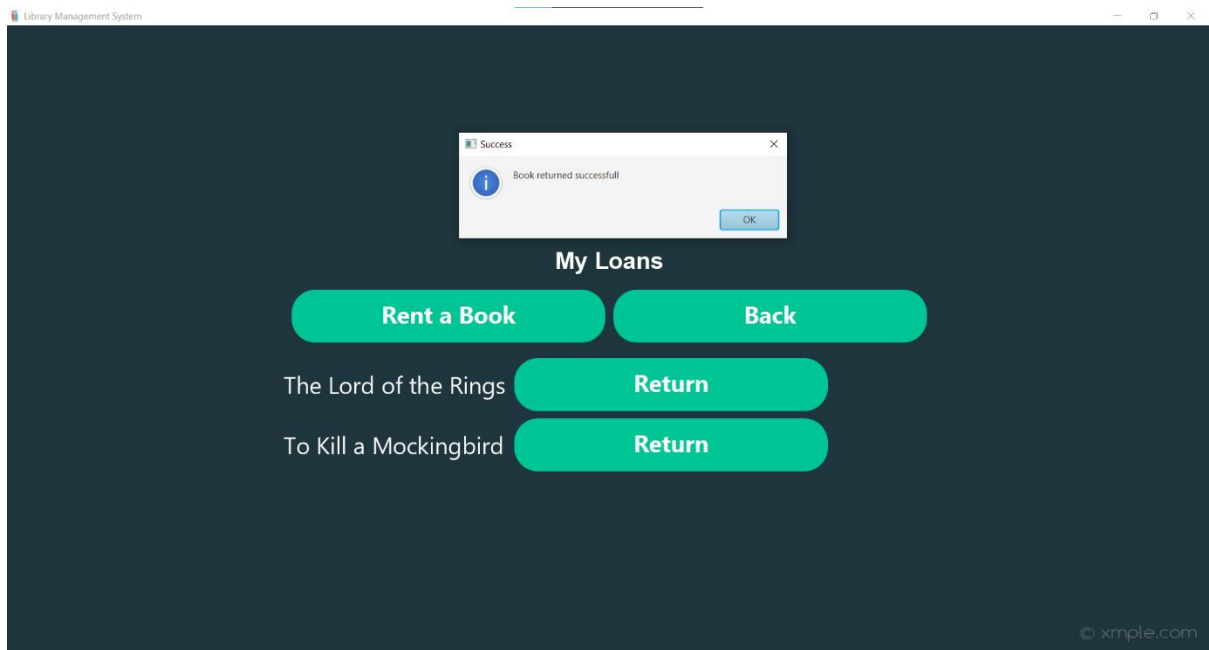 Library Management System
Success
Book returned successfull
OK
My Loans
Rent a Book Back
The Lord of the Rings Return
To Kill a Mockingbird Return
© xmple.com